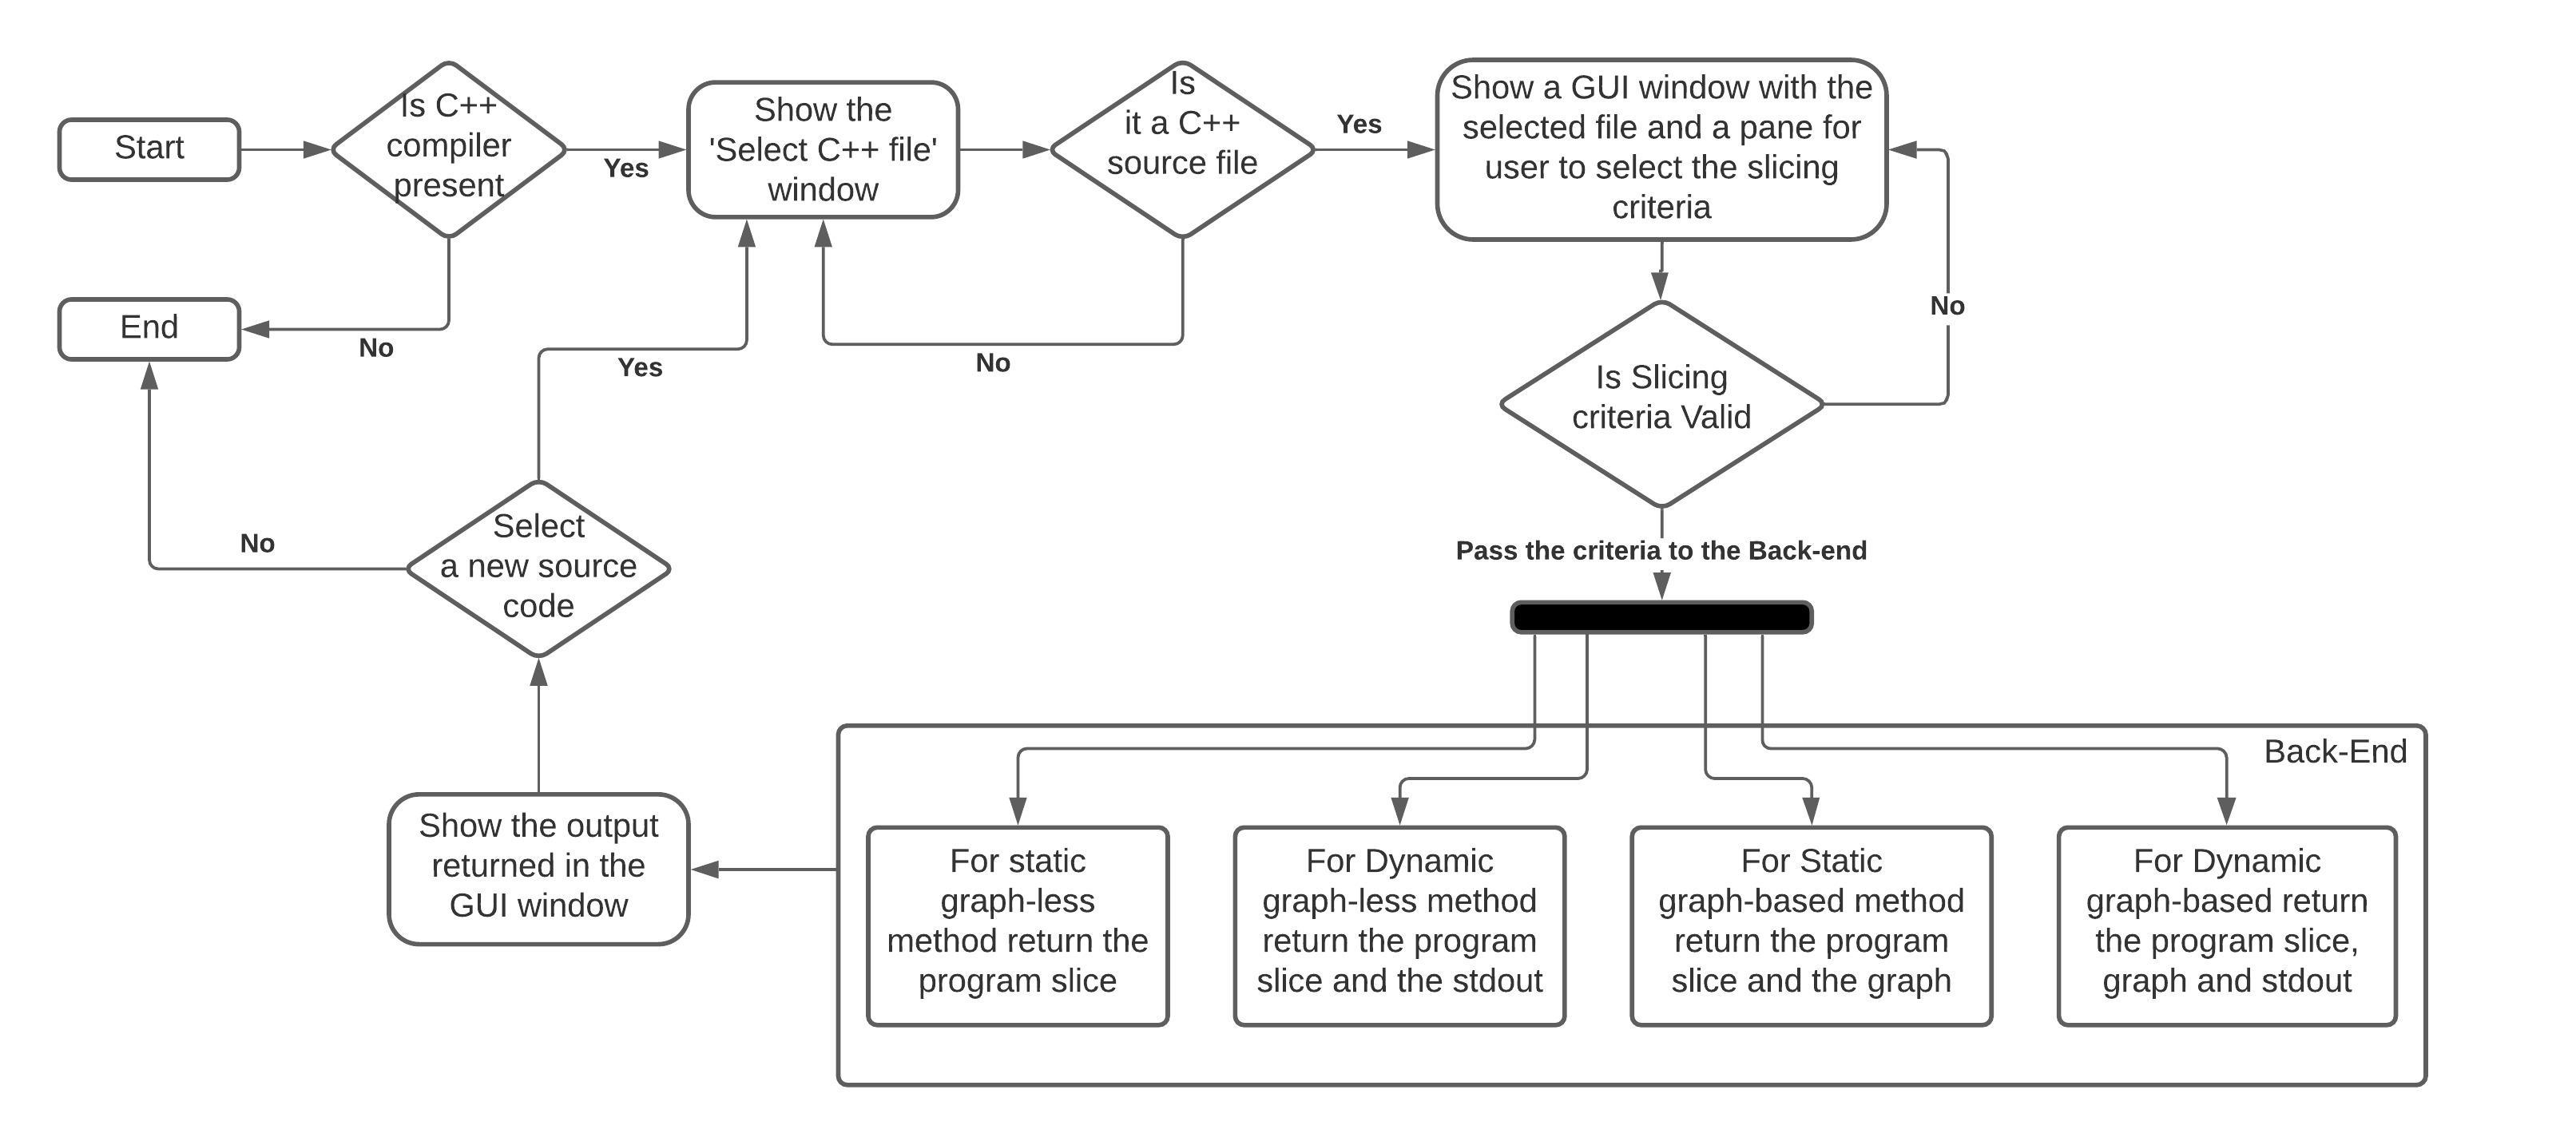 Start
Is C++
compiler
present
Yes
No
End
Show the
'Select C++ file'
window
Is
it a C++
source file
Yes
No
Show a GUI window with the
selected file and a pane for
user to select the slicing
criteria
No
Is Slicing
criteria Valid
Pass the criteria to the Back-end
Back-End
For static
graph-less
method return the
program slice
For Dynamic
graph-less method
return the program
slice and the stdout
For Static
graph-based method
return the program
slice and the graph
For Dynamic
graph-based return
the program slice,
graph and stdout
Show the output
returned in the
GUI window
Select
a new source
code
Yes
No